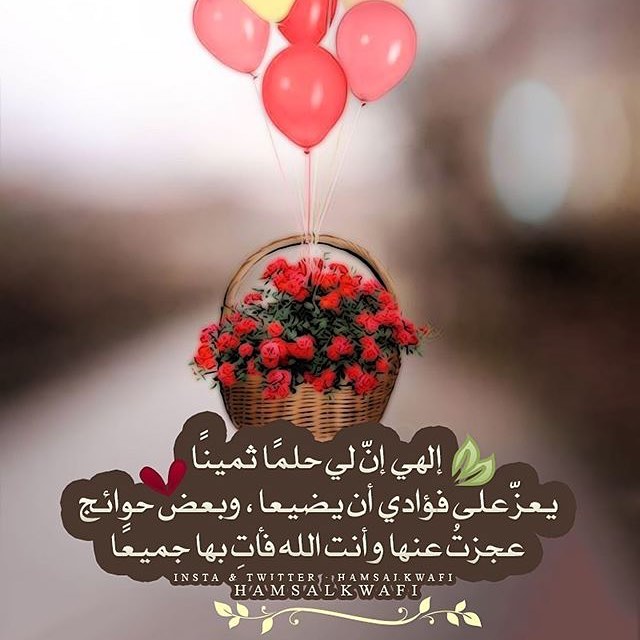 إلهي إنّ لي حلمًا ثمينًا
يعزّ على فؤادي أن يضيعا ، وبعض حوائج
عجزتُ عنها وأنت الله فأتِ بها جميعًا
INSTA & TWITTER - HAMSALKWAFI
HAMSALKWAFI